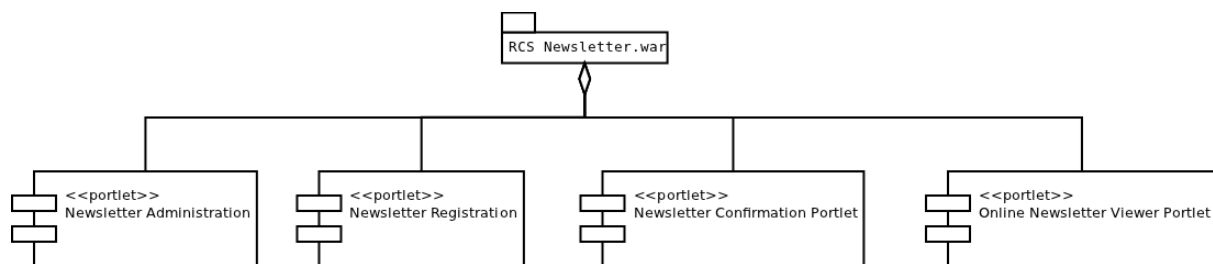 RCS Newsletter.war
<<portlet>>
Newsletter Administration
<<portlet>>
Newsletter Registration
<<portlet>>
Newsletter Confirmation Portlet
<<portlet>>
Online Newsletter Viewer Portlet